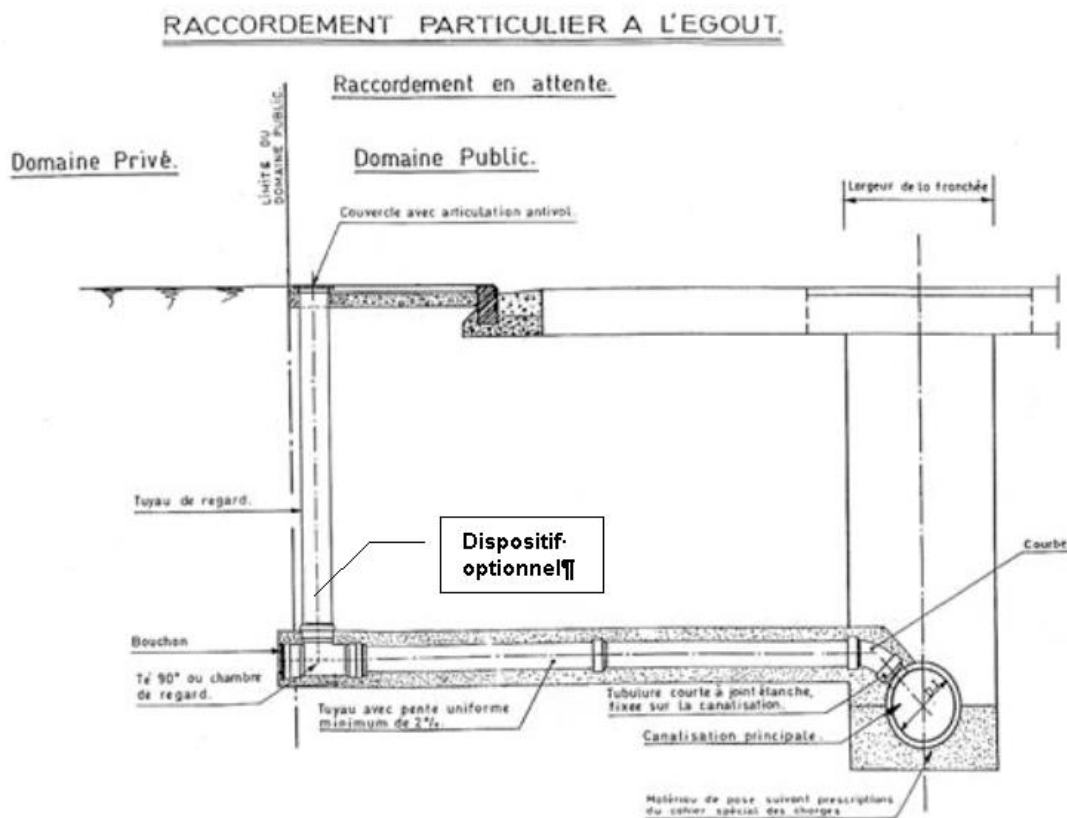 RACCORDEMENT PARTICULIER A L'EGOUT.
Raccordement en attente.
LIMITE DU
DOMAINE PUBLIC.
Domaine Privé.
Domaine Public.
Largeur de la tranchée
Couvercle avec articulation antivol.
Tuyau de regard.
Dispositif·
optionnel¶
Courbe
Bouchon
Té 90° ou chambre
de regard.
Tuyau avec pente uniforme
minimum de 2%.
Tubulure courte à joint étanche,
fixée sur la canalisation.
D.I.
Canalisation principale.
Matériau de pose suivant prescriptions
du cahier spécial des charges